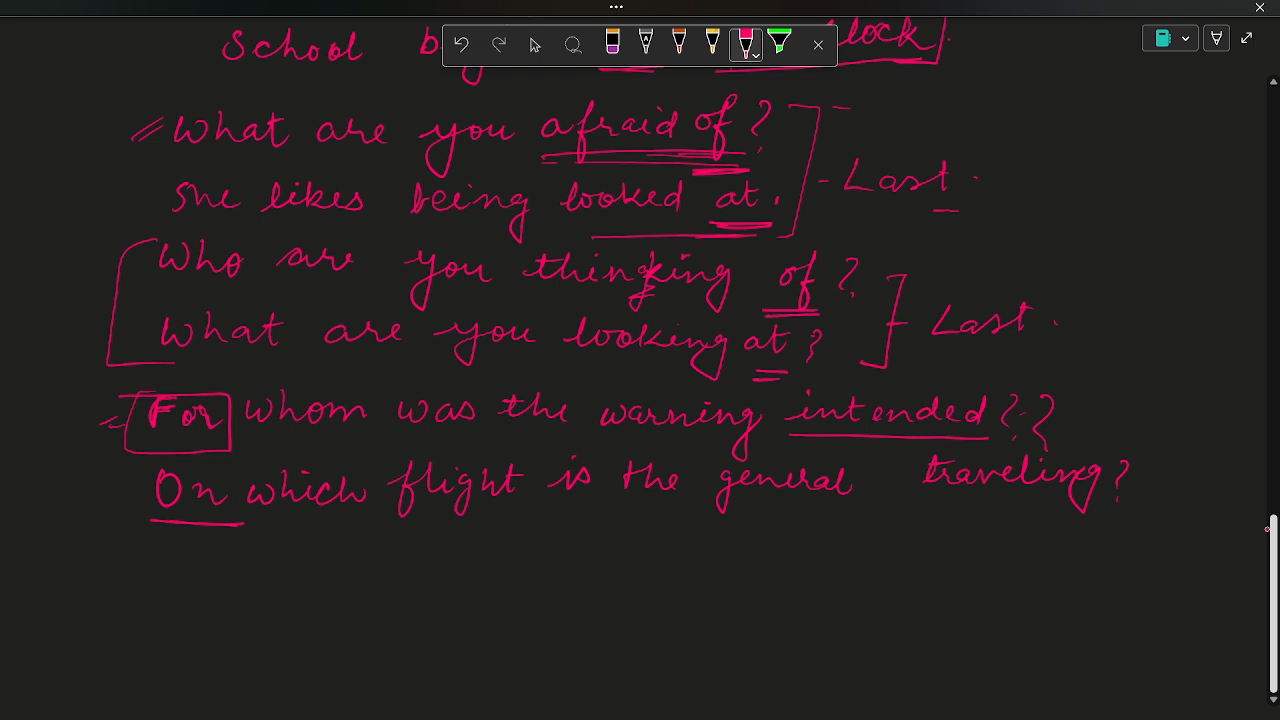 School b lock
What are you afraid of?
She likes being looked at. - Last.
Who are you thinking of?
What are you looking at? - Last.
For whom was the warning intended?
On which flight is the general traveling?